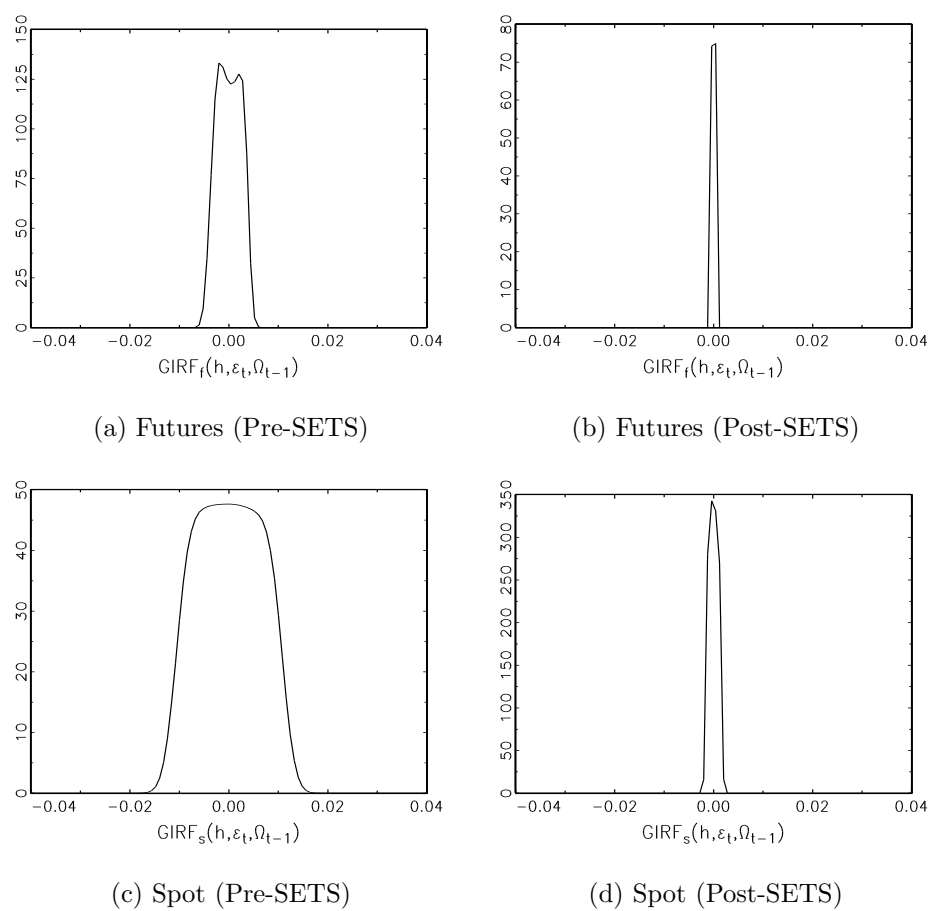 0 25 50 75 100 125 150
−0.04 −0.02 0.00 0.02 0.04
GIRF_f(h,ε_t,Ω_{t−1})
(a) Futures (Pre-SETS)
0 10 20 30 40 50 60 70 80
−0.04 −0.02 0.00 0.02 0.04
GIRF_f(h,ε_t,Ω_{t−1})
(b) Futures (Post-SETS)
0 10 20 30 40 50
−0.04 −0.02 0.00 0.02 0.04
GIRF_s(h,ε_t,Ω_{t−1})
(c) Spot (Pre-SETS)
0 50 100 150 200 250 300 350
−0.04 −0.02 0.00 0.02 0.04
GIRF_s(h,ε_t,Ω_{t−1})
(d) Spot (Post-SETS)